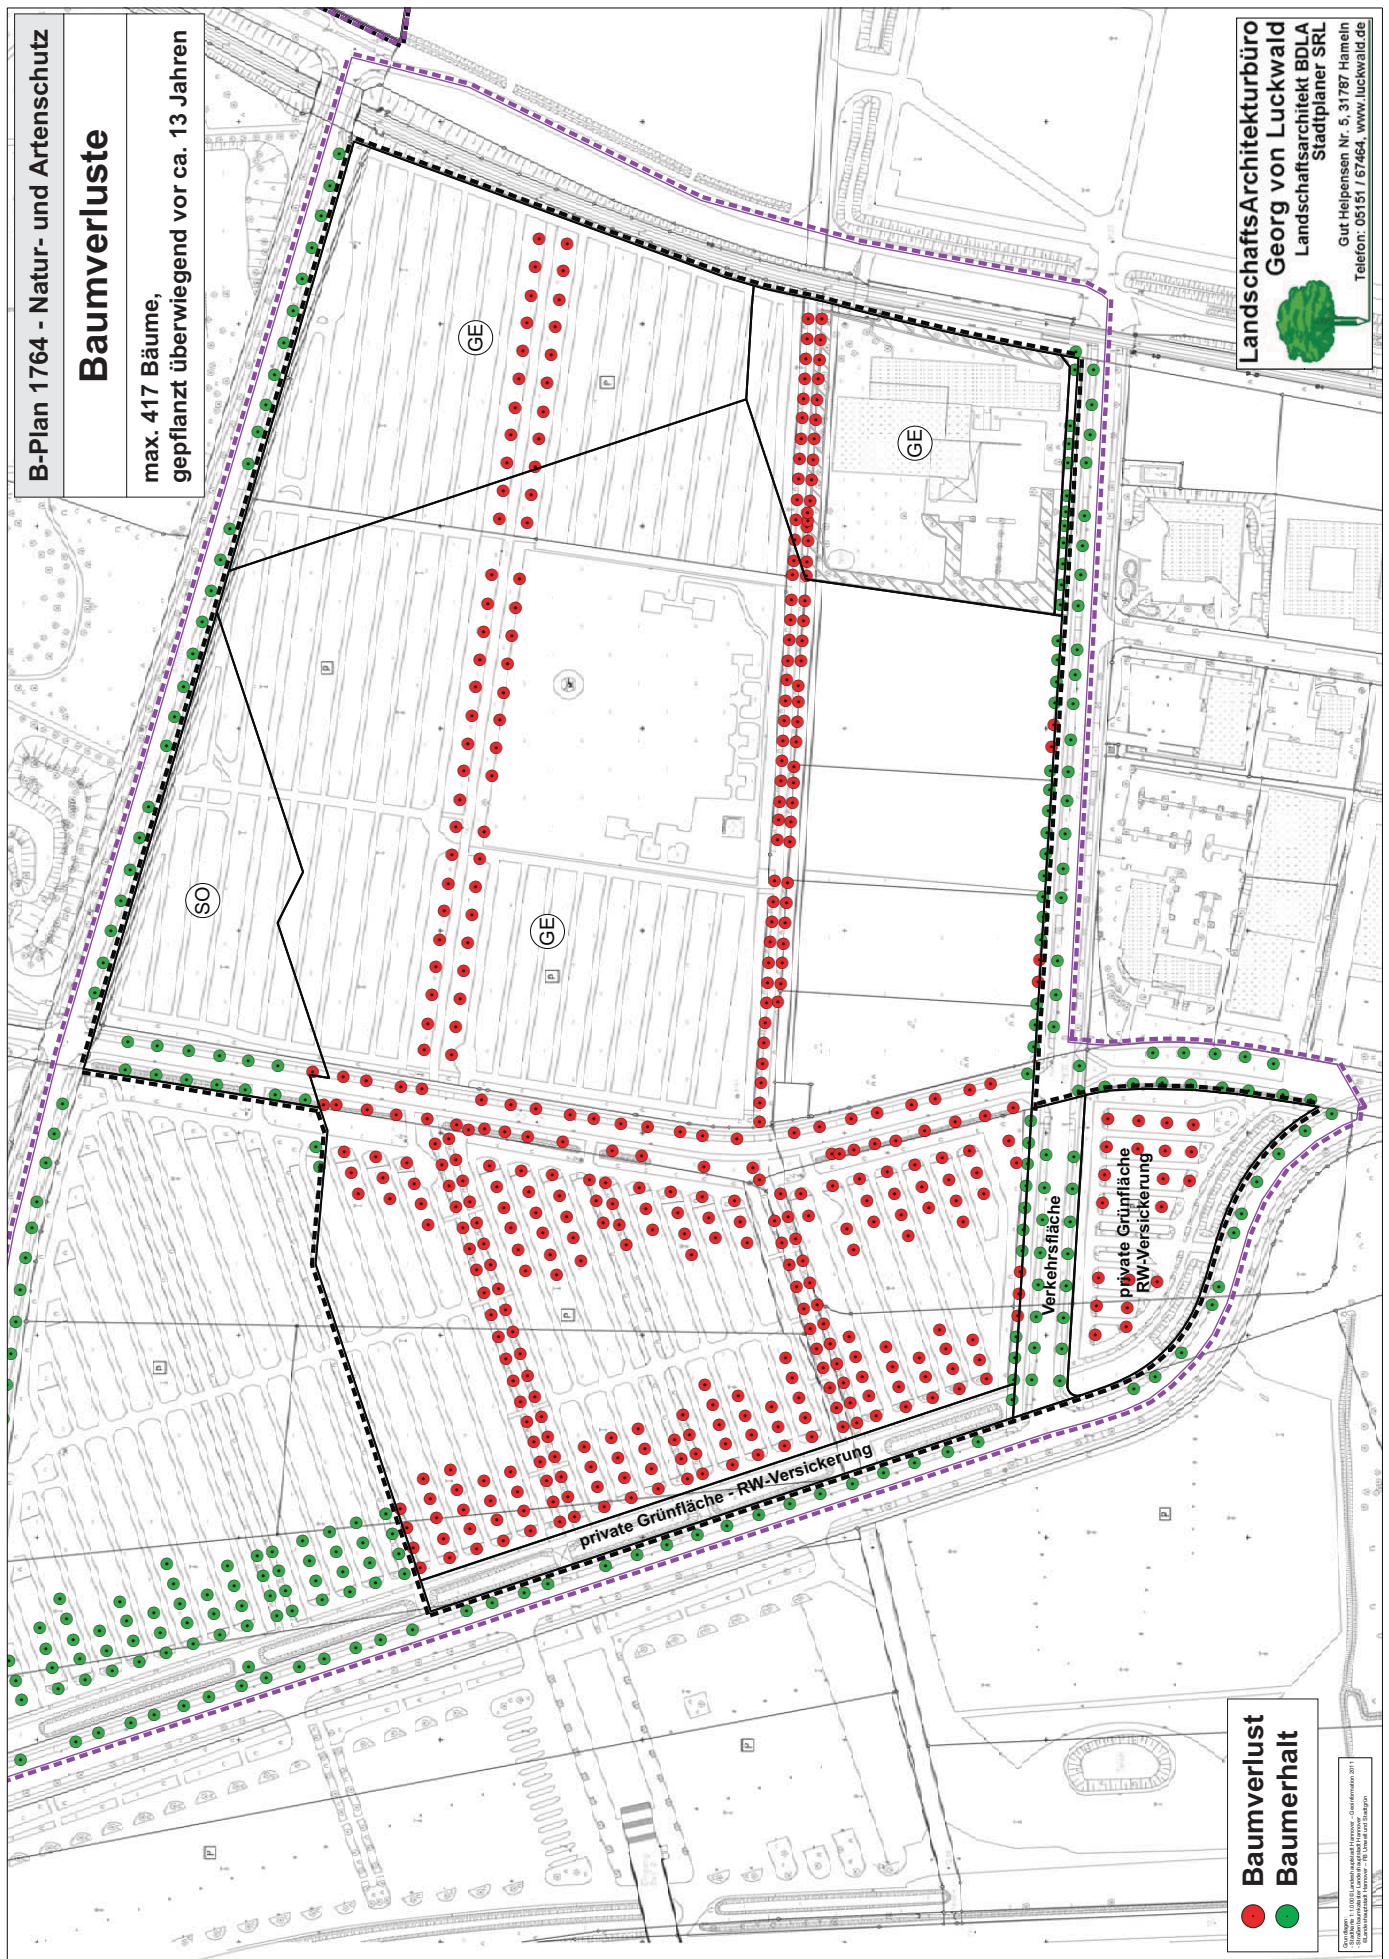 B-Plan 1764 - Natur- und Artenschutz
Baumverluste
max. 417 Bäume,
gepflanzt überwiegend vor ca. 13 Jahren
LandschaftsArchitekturbüro
Georg von Luckwald
Landschaftsarchitekt BDLA
Stadtplaner SRL
Gut Helpensen Nr. 5, 31787 Hameln
Telefon: 05151 / 67464, www.luckwald.de
GE
GE
GE
SO
P
P
P
P
P
P
P
P
Verkehrsfläche
private Grünfläche
RW-Versickerung
private Grünfläche - RW-Versickerung
Baumverlust
Baumerhalt